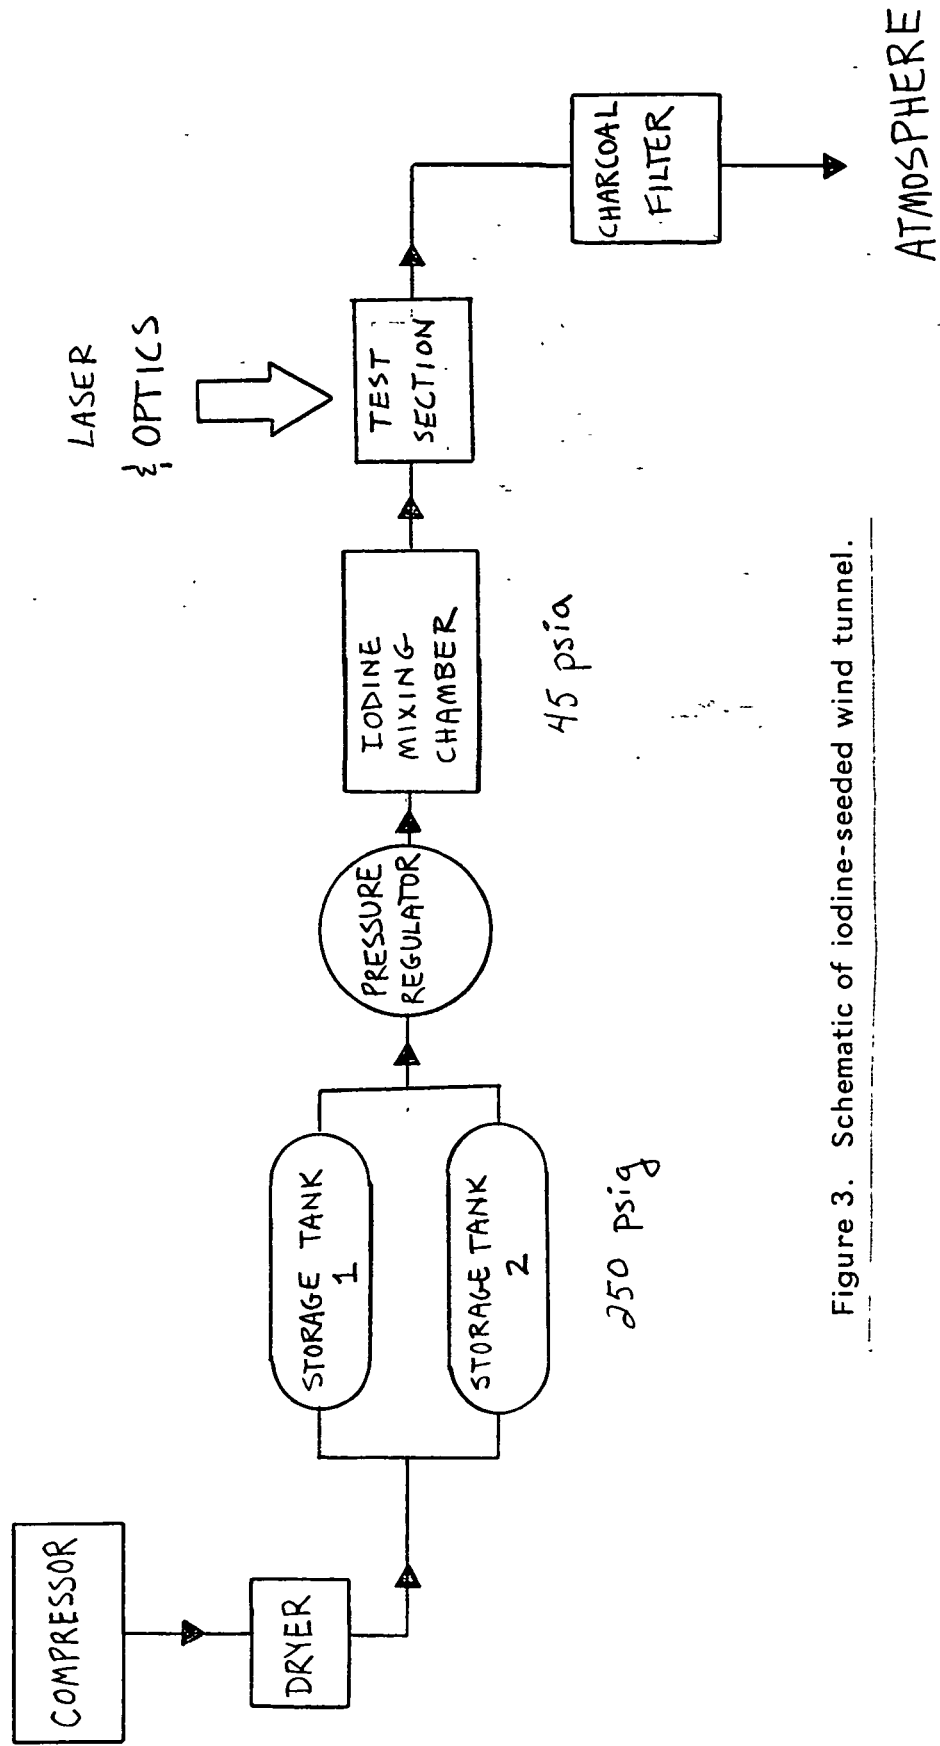 COMPRESSOR
DRYER
STORAGE TANK
1
STORAGE TANK
2
250 psig
PRESSURE
REGULATOR
IODINE
MIXING
CHAMBER
45 psia
LASER
& OPTICS
TEST
SECTION
CHARCOAL
FILTER
ATMOSPHERE
Figure 3. Schematic of iodine-seeded wind tunnel.